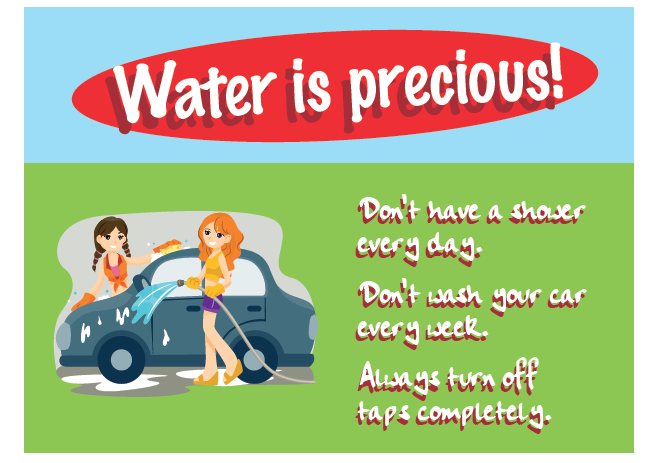 Water is precious!
Don't have a shower
every day.
Don't wash your car
every week.
Always turn off
taps completely.